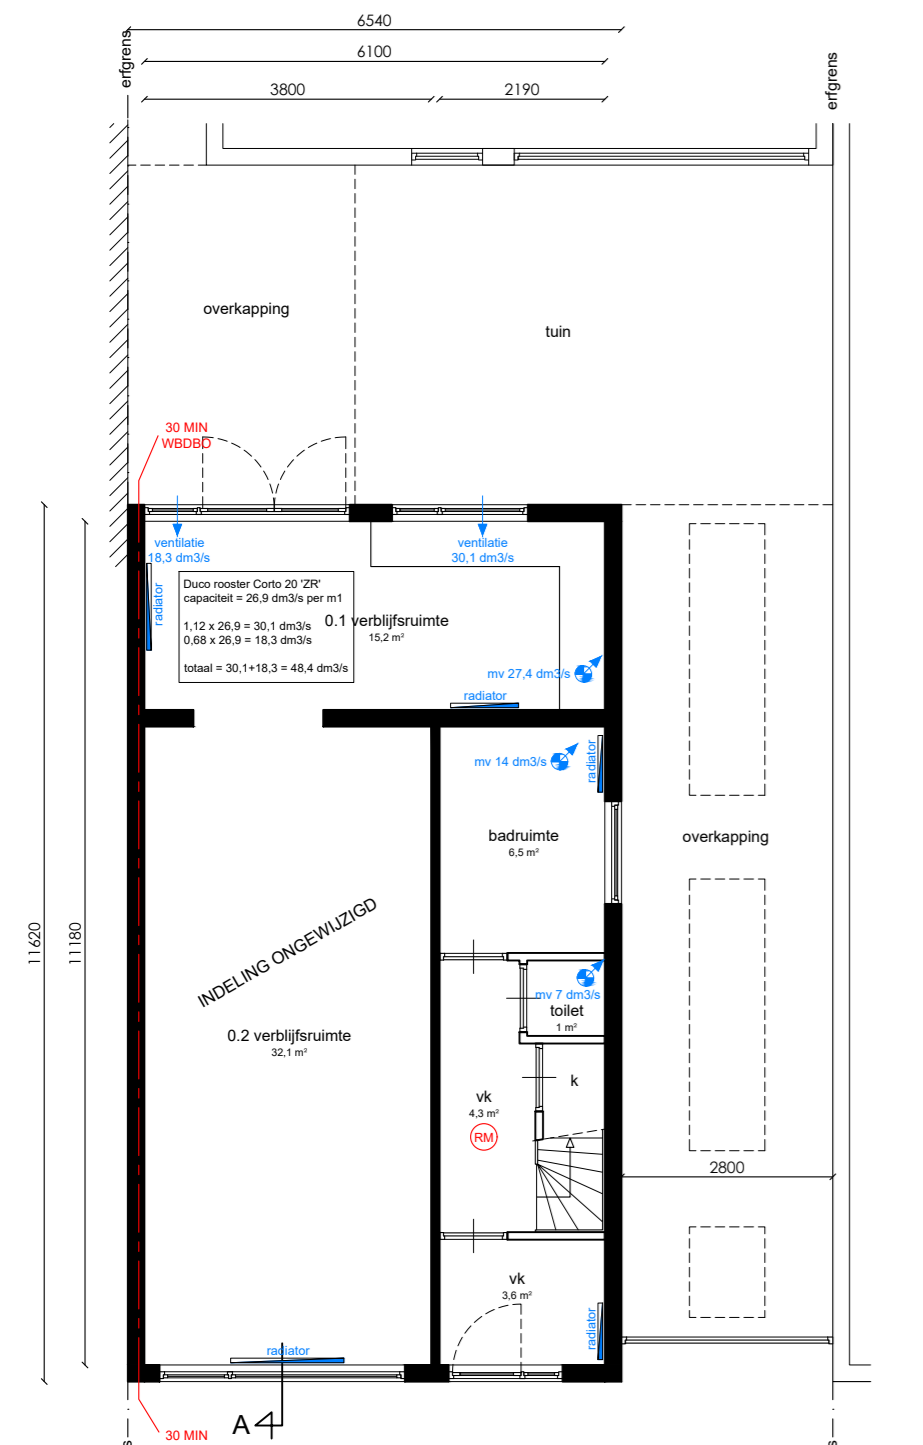 6540
6100
3800
2190
erfgrens
erfgrens
overkapping
tuin
30 MIN
WBDBO
ventilatie
18,3 dm3/s
ventilatie
30,1 dm3/s
radiator
Duco rooster Corto 20 'ZR'
capaciteit = 26,9 dm3/s per m1
1,12 x 26,9 = 30,1 dm3/s
0,68 x 26,9 = 18,3 dm3/s
totaal = 30,1+18,3 = 48,4 dm3/s
0.1 verblijfsruimte
15,2 m²
mv 27,4 dm3/s
radiator
mv 14 dm3/s
radiator
badruimte
6,5 m²
overkapping
11620
11180
INDELING ONGEWIJZIGD
0.2 verblijfsruimte
32,1 m²
mv 7 dm3/s
toilet
1 m²
k
vk
4,3 m²
RM
2800
vk
3,6 m²
radiator
radiator
A
30 MIN
s
s